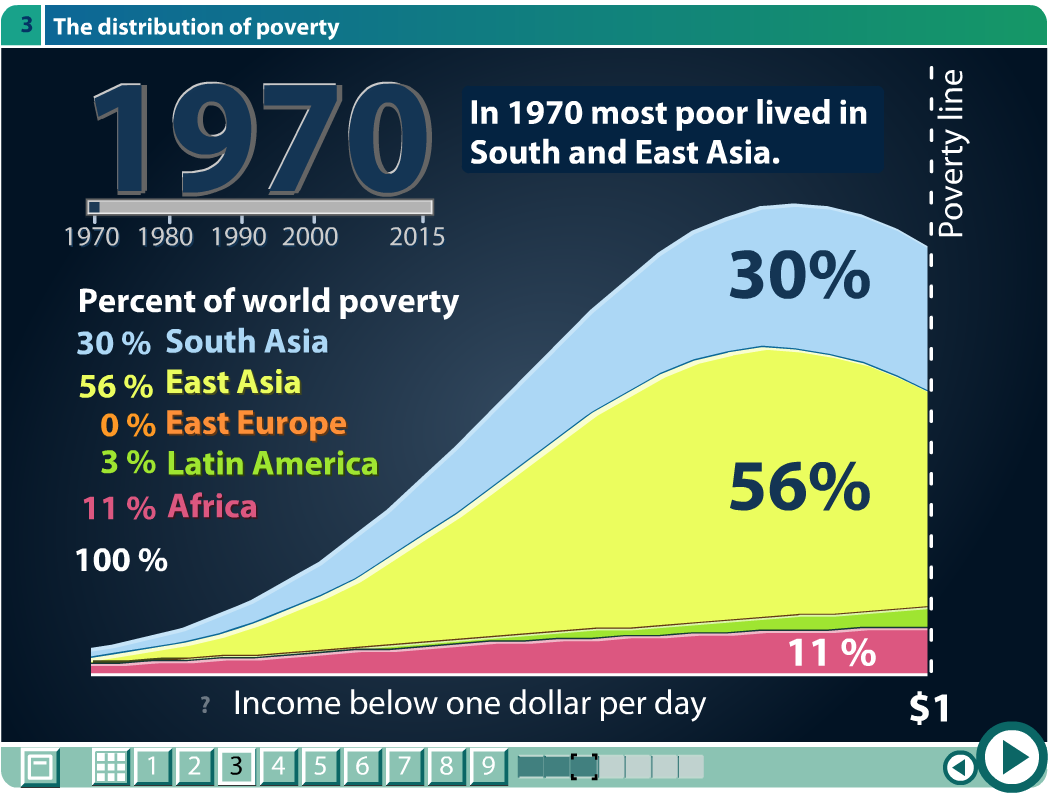 3 The distribution of poverty
1970
In 1970 most poor lived in
South and East Asia.
Poverty line
1970 1980 1990 2000 2015
30%
Percent of world poverty
30 % South Asia
56 % East Asia
0 % East Europe
3 % Latin America
11 % Africa
100 %
56%
11 %
? Income below one dollar per day
$1
1 2 3 4 5 6 7 8 9